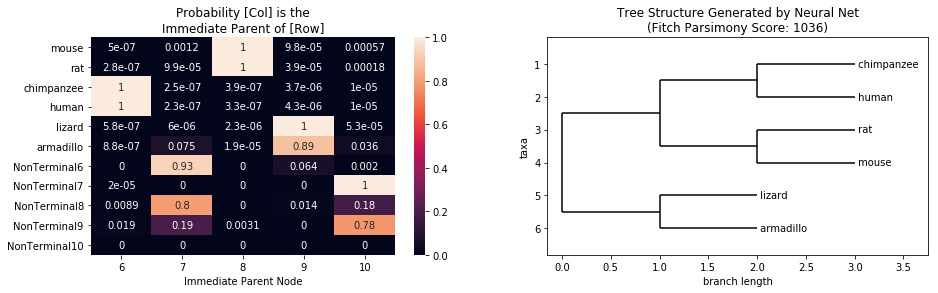 Probability [Col] is the
Immediate Parent of [Row]
mouse 5e-07 0.0012 1 9.8e-05 0.00057
rat 2.8e-07 9.9e-05 1 3.9e-05 0.00018
chimpanzee 1 2.5e-07 3.9e-07 3.7e-06 1e-05
human 1 2.3e-07 3.3e-07 4.3e-06 1e-05
lizard 5.8e-07 6e-06 2.3e-06 1 5.3e-05
armadillo 8.8e-07 0.075 1.9e-05 0.89 0.036
NonTerminal6 0 0.93 0 0.064 0.002
NonTerminal7 2e-05 0 0 0 1
NonTerminal8 0.0089 0.8 0 0.014 0.18
NonTerminal9 0.019 0.19 0.0031 0 0.78
NonTerminal10 0 0 0 0 0
6 7 8 9 10
Immediate Parent Node
1.0
0.8
0.6
0.4
0.2
0.0
Tree Structure Generated by Neural Net
(Fitch Parsimony Score: 1036)
taxa
1 chimpanzee
2 human
3 rat
4 mouse
5 lizard
6 armadillo
0.0 0.5 1.0 1.5 2.0 2.5 3.0 3.5
branch length